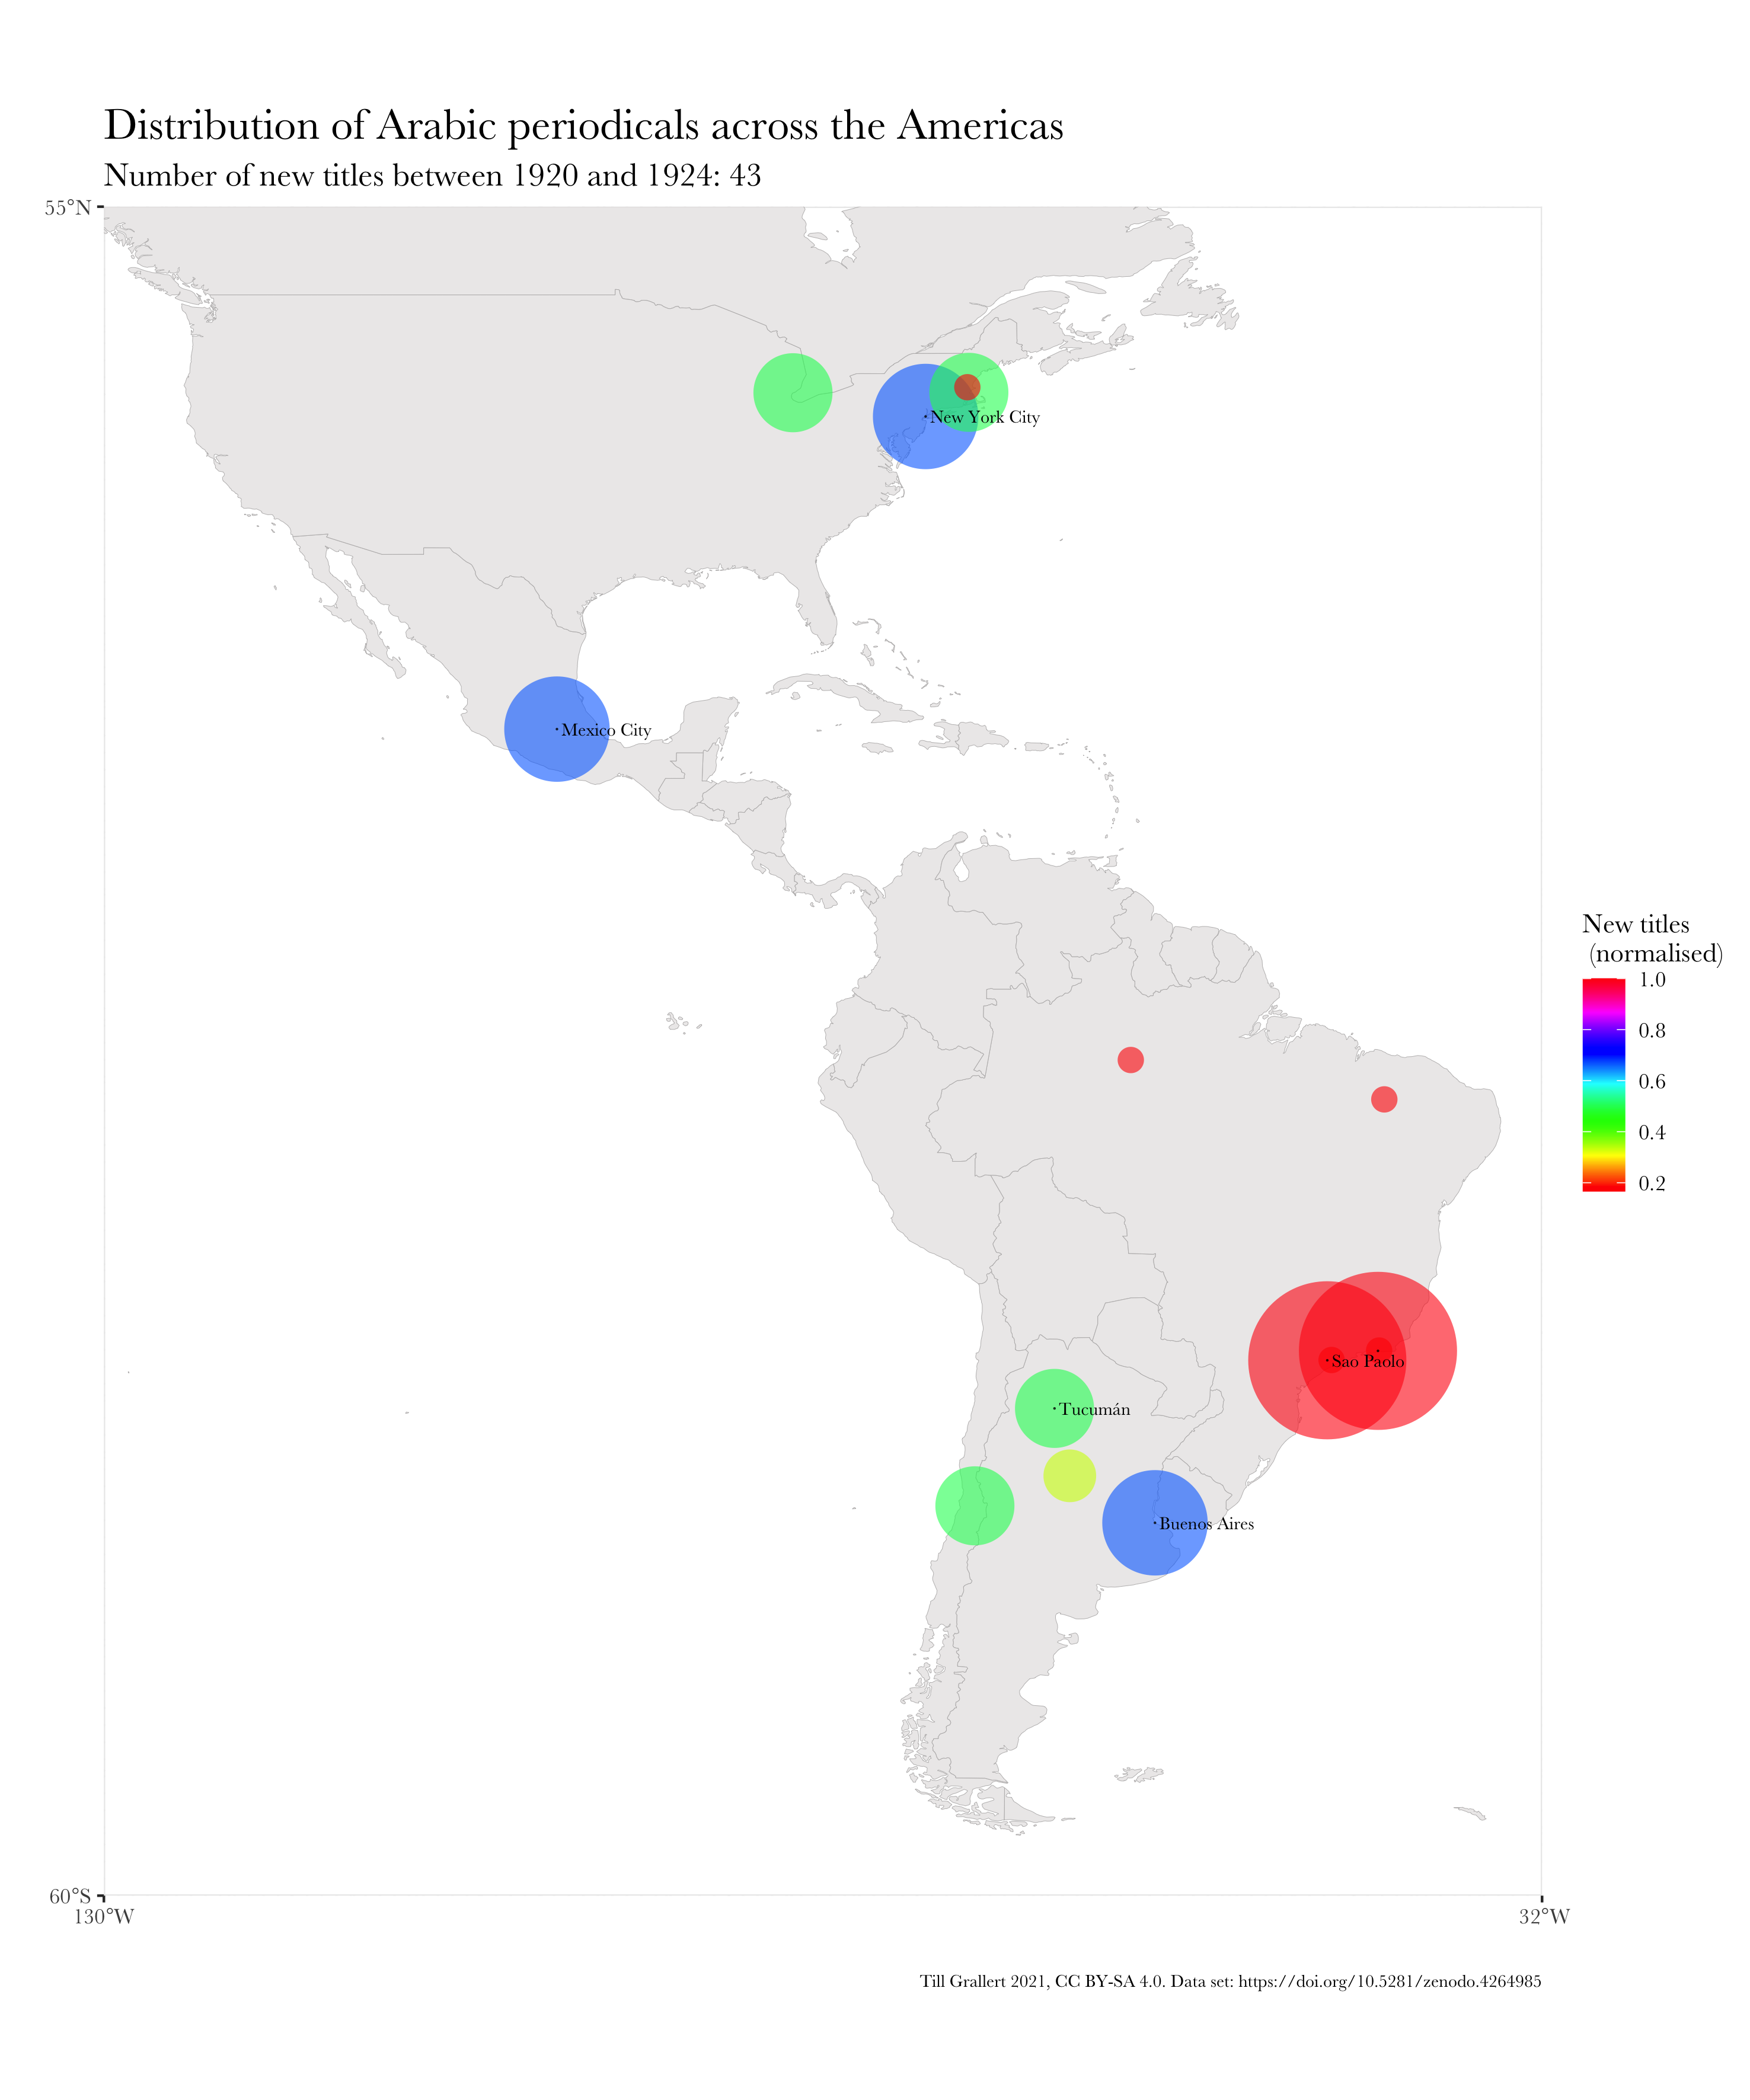 Distribution of Arabic periodicals across the Americas
Number of new titles between 1920 and 1924: 43
55°N
New York City
Mexico City
New titles
(normalised)
1.0
0.8
0.6
0.4
0.2
Sao Paolo
Tucumán
Buenos Aires
60°S
130°W
32°W
Till Grallert 2021, CC BY-SA 4.0. Data set: https://doi.org/10.5281/zenodo.4264985